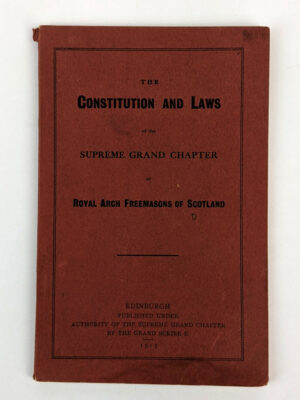 THE
CONSTITUTION AND LAWS
of the
SUPREME GRAND CHAPTER
OF
ROYAL ARCH FREEMASONS OF SCOTLAND
EDINBURGH
PUBLISHED UNDER
AUTHORITY OF THE SUPREME GRAND CHAPTER
BY THE GRAND SCRIBE E.